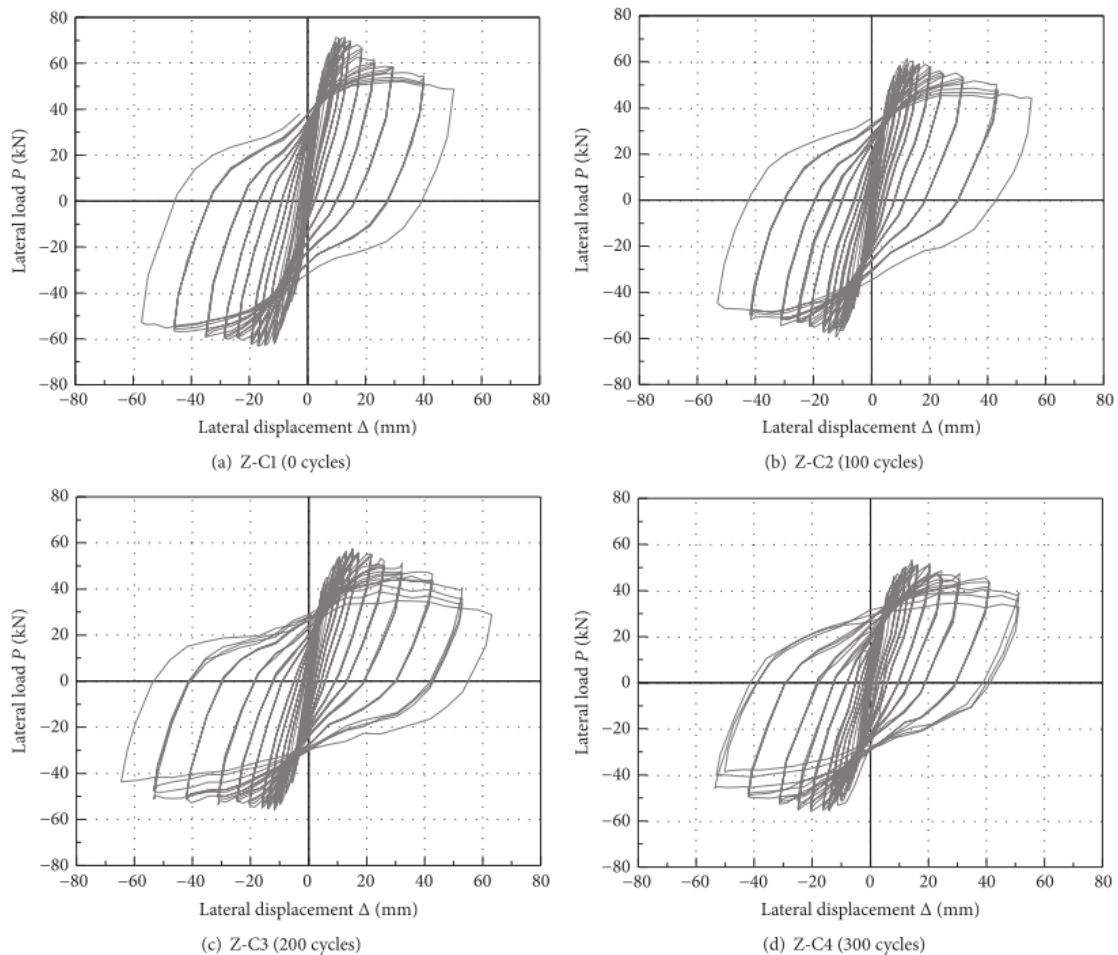 80
60
40
20
0
−20
−40
−60
−80
Lateral load P (kN)
−80 −60 −40 −20 0 20 40 60 80
Lateral displacement Δ (mm)
(a) Z-C1 (0 cycles)
80
60
40
20
0
−20
−40
−60
−80
Lateral load P (kN)
−80 −60 −40 −20 0 20 40 60 80
Lateral displacement Δ (mm)
(b) Z-C2 (100 cycles)
80
60
40
20
0
−20
−40
−60
−80
Lateral load P (kN)
−80 −60 −40 −20 0 20 40 60 80
Lateral displacement Δ (mm)
(c) Z-C3 (200 cycles)
80
60
40
20
0
−20
−40
−60
−80
Lateral load P (kN)
−80 −60 −40 −20 0 20 40 60 80
Lateral displacement Δ (mm)
(d) Z-C4 (300 cycles)